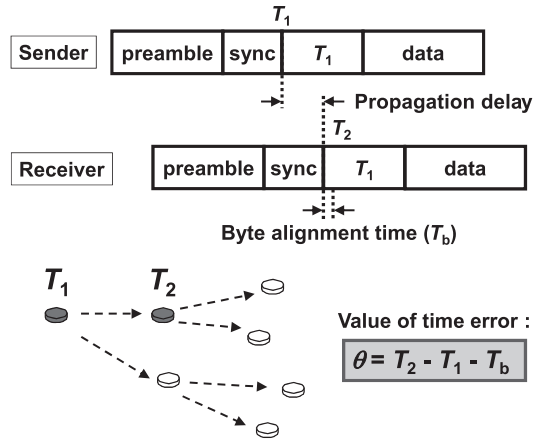 T1
Sender
preamble sync T1 data
Propagation delay
T2
Receiver
preamble sync T1 data
Byte alignment time (Tb)
T1 T2
Value of time error :
θ = T2 - T1 - Tb